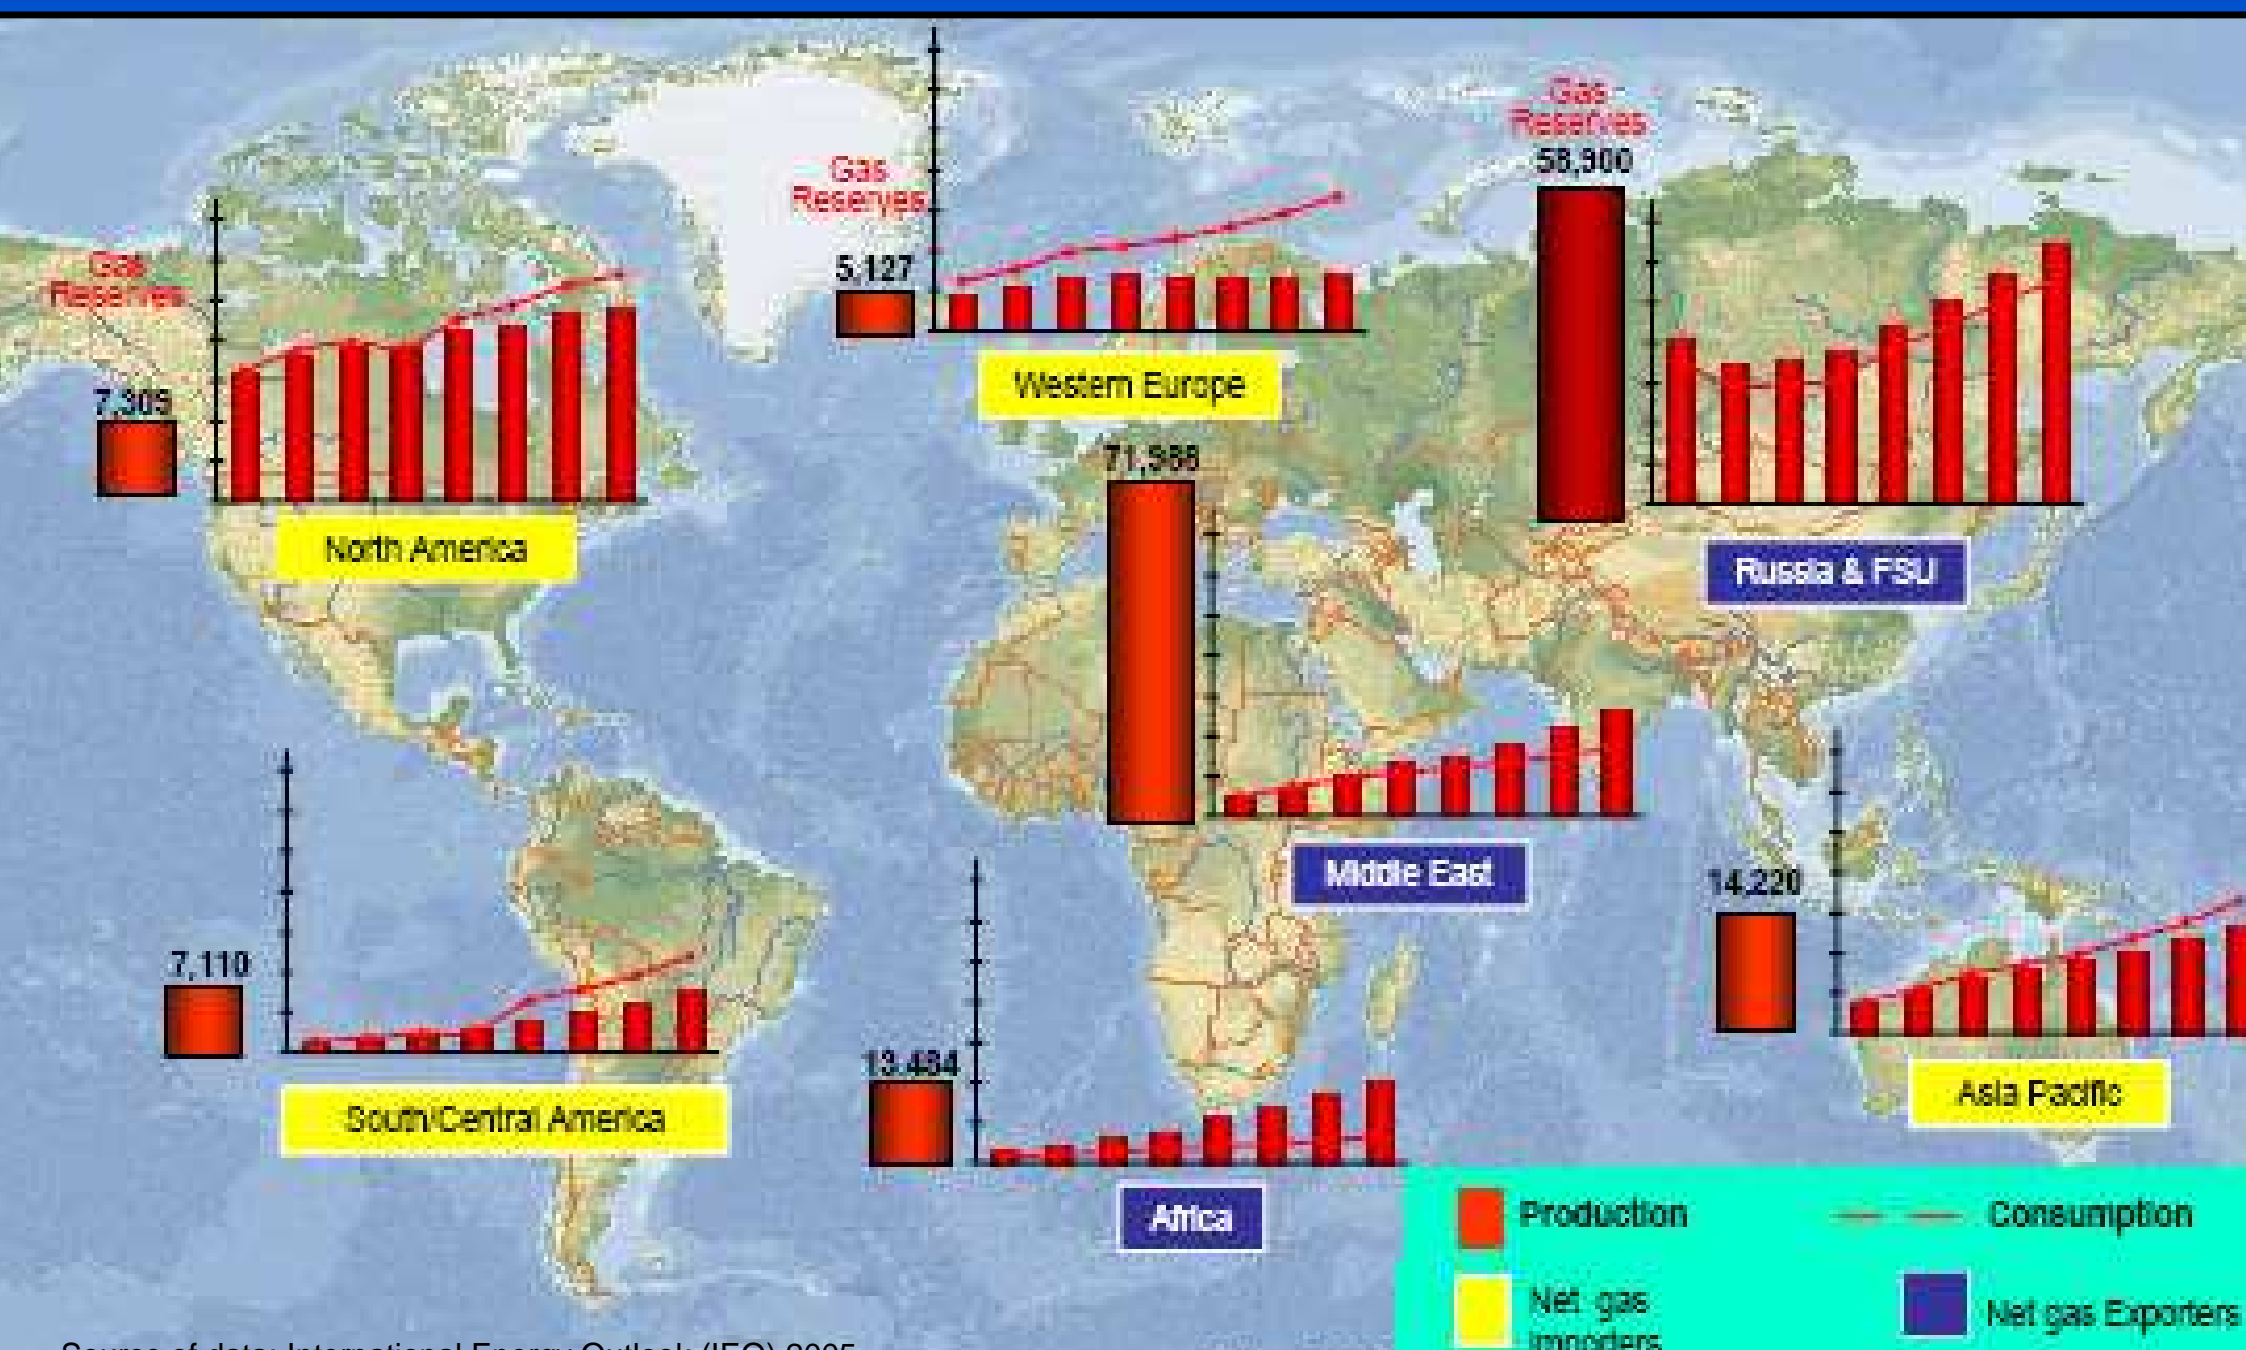 Gas
Reserves
58,900
Gas
Reserves
5,127
Gas
Reserves
7,305
Western Europe
71,988
North America
Russia & FSU
Middle East
14,220
7,110
13.484
Asia Pacific
South/Central America
Africa
Production
Consumption
Net gas
importers
Net gas Exporters
Source of data: International Energy Outlook (IEO) 2005